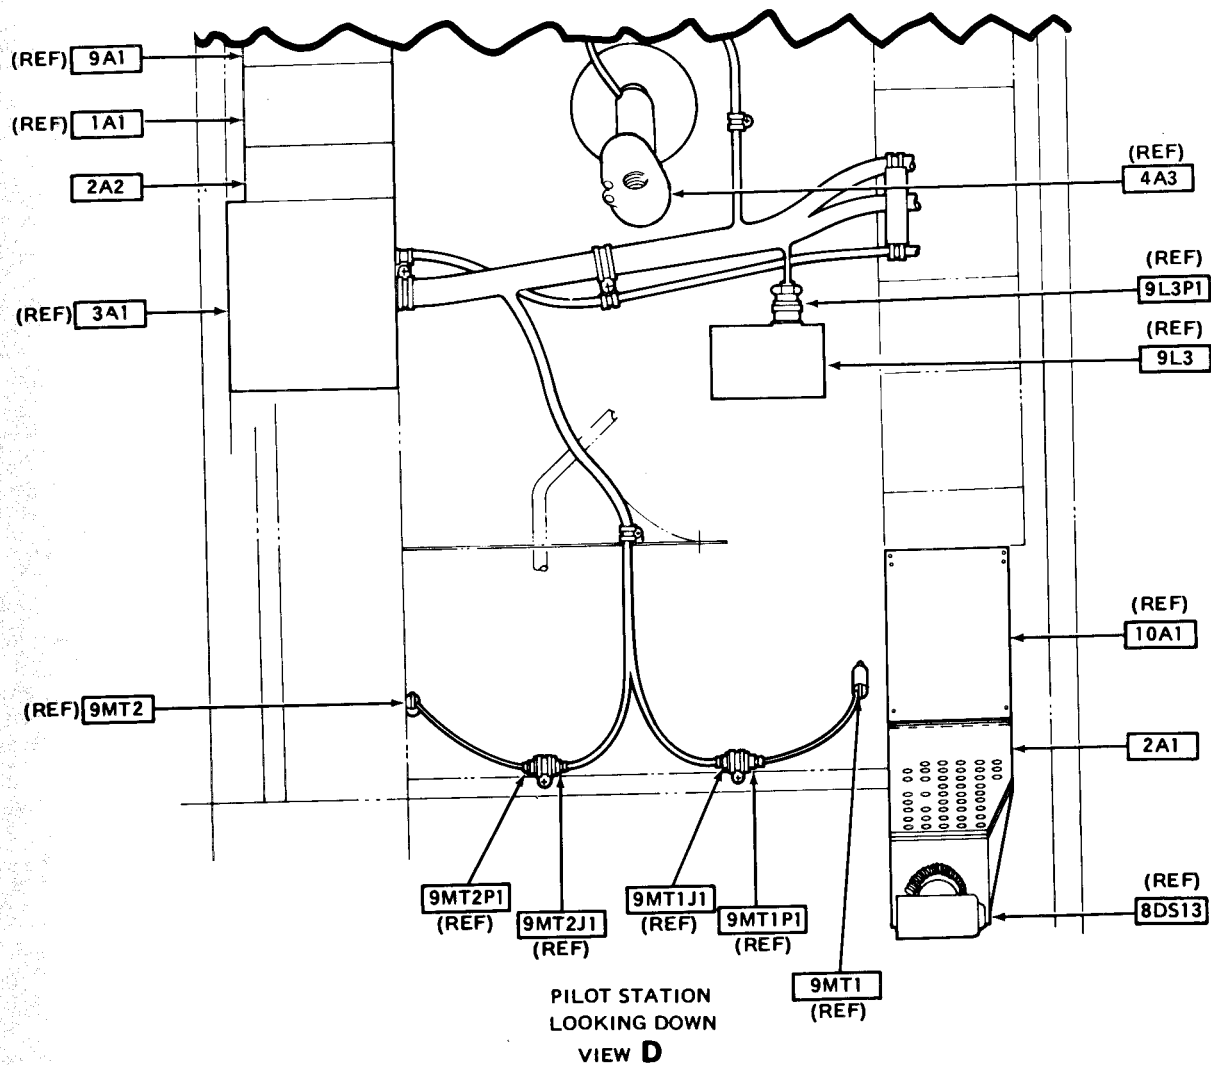 (REF) 9A1
(REF) 1A1
2A2
(REF) 3A1
(REF)
4A3
(REF)
9L3P1
(REF)
9L3
(REF)
10A1
2A1
(REF)
8DS13
(REF) 9MT2
9MT2P1
(REF)
9MT2J1
(REF)
9MT1J1
(REF)
9MT1P1
(REF)
9MT1
(REF)
PILOT STATION
LOOKING DOWN
VIEW D